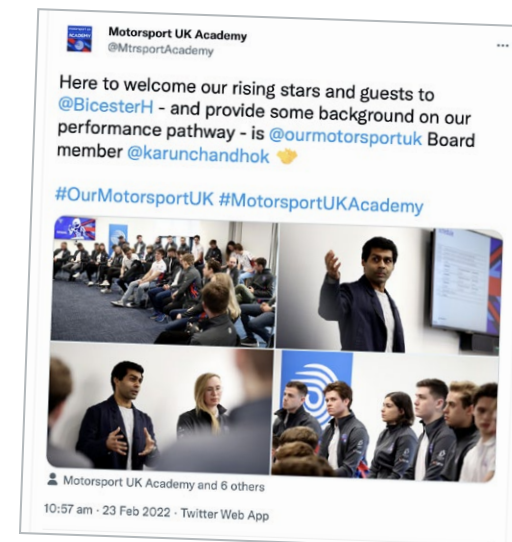 Motorsport UK Academy
@MtrsportAcademy
Here to welcome our rising stars and guests to
@BicesterH - and provide some background on our
performance pathway - is @ourmotorsportuk Board
member @karunchandhok
#OurMotorsportUK #MotorsportUKAcademy
Motorsport UK Academy and 6 others
10:57 am · 23 Feb 2022 · Twitter Web App